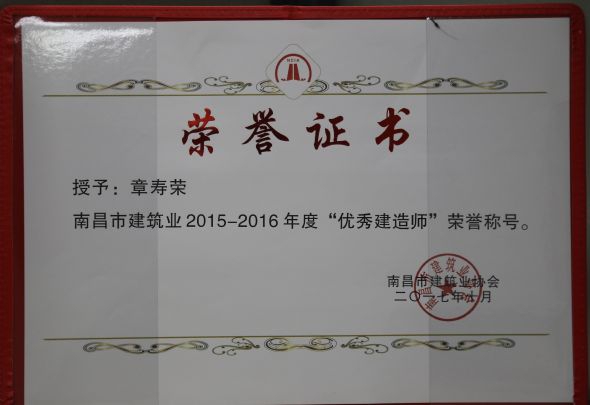 荣誉证书
授予：章寿荣
南昌市建筑业2015-2016年度“优秀建造师”荣誉称号。
南昌市建筑业协会
二〇一七年十月